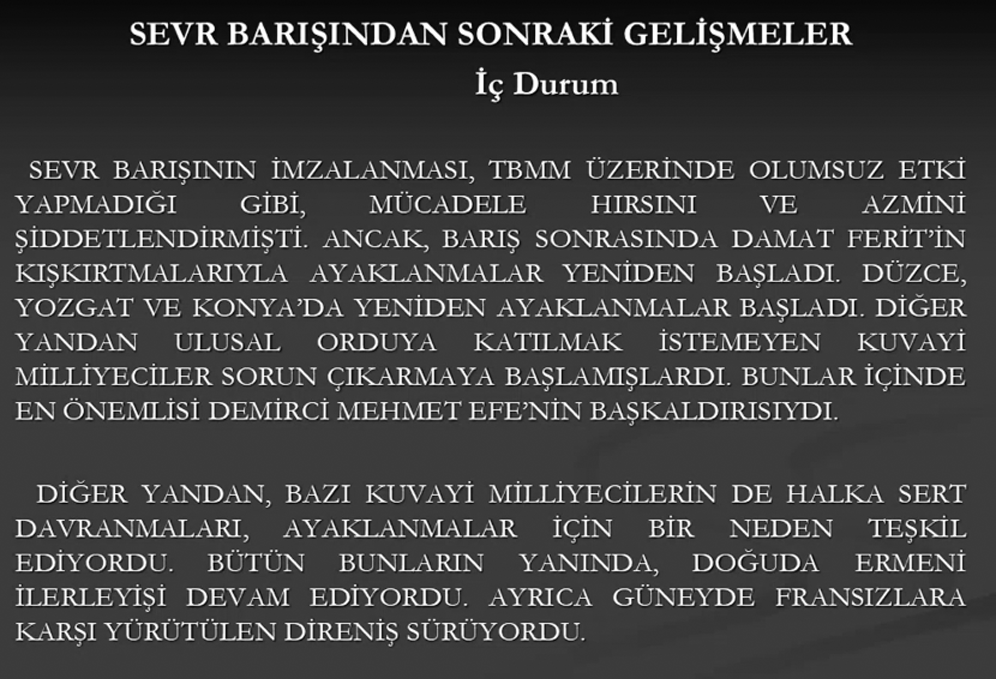 SEVR BARIŞINDAN SONRAKİ GELİŞMELER
İç Durum
SEVR BARIŞININ İMZALANMASI, TBMM ÜZERİNDE OLUMSUZ ETKİ
YAPMADIĞI GİBİ, MÜCADELE HIRSINI VE AZMİNİ
ŞİDDETLENDİRMİŞTİ. ANCAK, BARIŞ SONRASINDA DAMAT FERİT’İN
KIŞKIRTMALARIYLA AYAKLANMALAR YENİDEN BAŞLADI. DÜZCE,
YOZGAT VE KONYA’DA YENİDEN AYAKLANMALAR BAŞLADI. DİĞER
YANDAN ULUSAL ORDUYA KATILMAK İSTEMEYEN KUVAYİ
MİLLİYECİLER SORUN ÇIKARMAYA BAŞLAMIŞLARDI. BUNLAR İÇİNDE
EN ÖNEMLİSİ DEMİRCİ MEHMET EFE’NİN BAŞKALDIRISIYDI.
DİĞER YANDAN, BAZI KUVAYİ MİLLİYECİLERİN DE HALKA SERT
DAVRANMALARI, AYAKLANMALAR İÇİN BİR NEDEN TEŞKİL
EDİYORDU. BÜTÜN BUNLARIN YANINDA, DOĞUDA ERMENİ
İLERLEYİŞİ DEVAM EDİYORDU. AYRICA GÜNEYDE FRANSIZLARA
KARŞI YÜRÜTÜLEN DİRENİŞ SÜRÜYORDU.